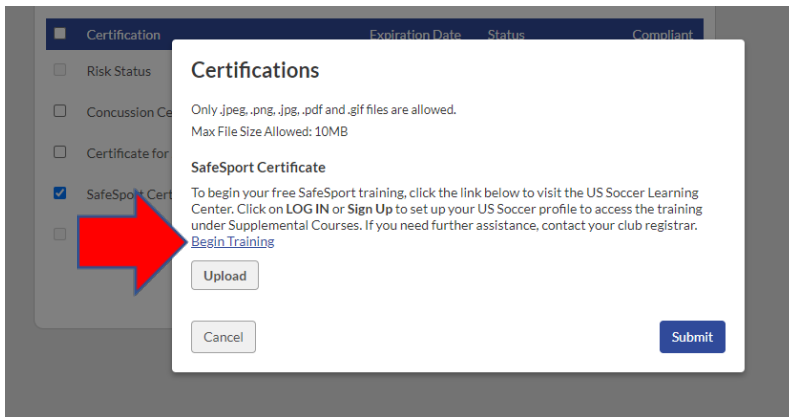 Certification Expiration Date Status Compliant
Risk Status
Certifications
Concussion Ce
Only .jpeg, .png, .jpg, .pdf and .gif files are allowed.
Max File Size Allowed: 10MB
Certificate for
SafeSport Certificate
SafeSport Cert
To begin your free SafeSport training, click the link below to visit the US Soccer Learning
Center. Click on LOG IN or Sign Up to set up your US Soccer profile to access the training
under Supplemental Courses. If you need further assistance, contact your club registrar.
Begin Training
Upload
Cancel
Submit